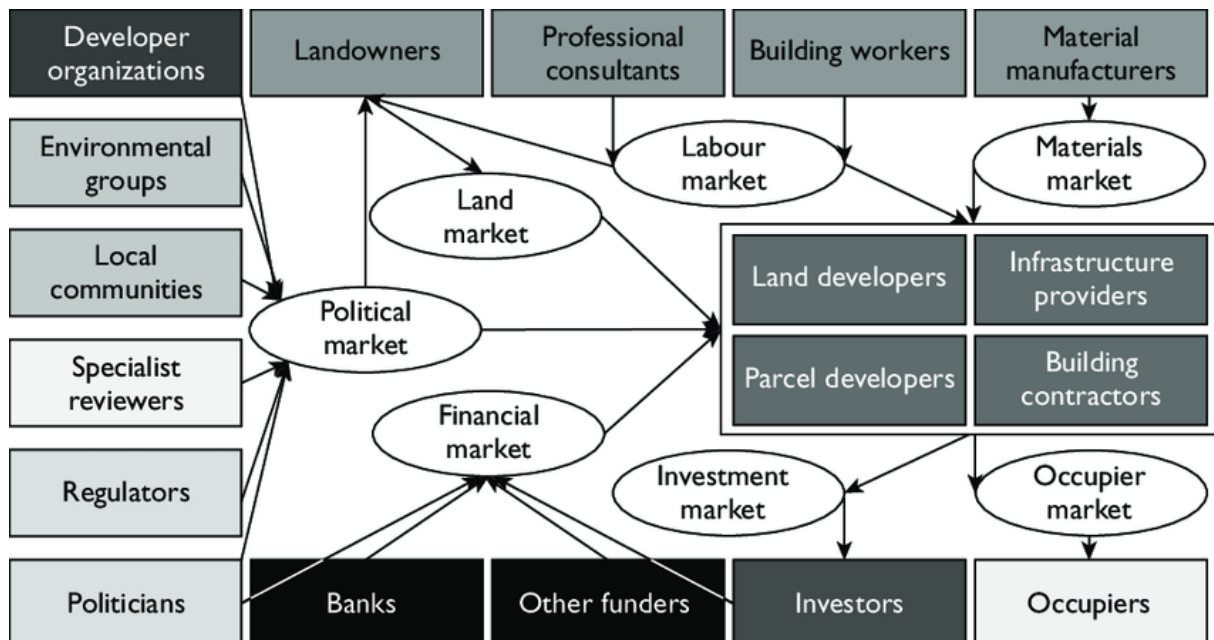 Developer
organizations
Landowners
Professional
consultants
Building workers
Material
manufacturers
Environmental
groups
Labour
market
Materials
market
Land
market
Local
communities
Land developers
Infrastructure
providers
Political
market
Specialist
reviewers
Parcel developers
Building
contractors
Financial
market
Regulators
Investment
market
Occupier
market
Politicians
Banks
Other funders
Investors
Occupiers